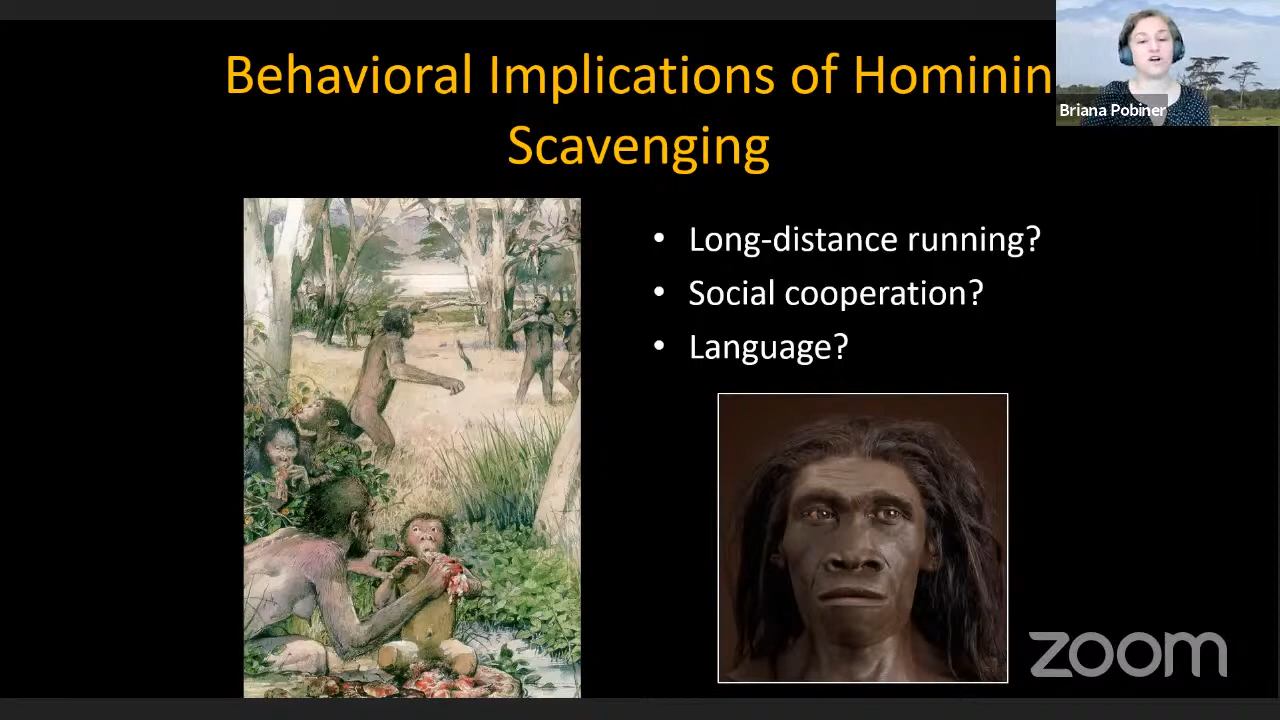 Behavioral Implications of Hominin
Scavenging
Briana Pobiner
• Long-distance running?
• Social cooperation?
• Language?
zoom